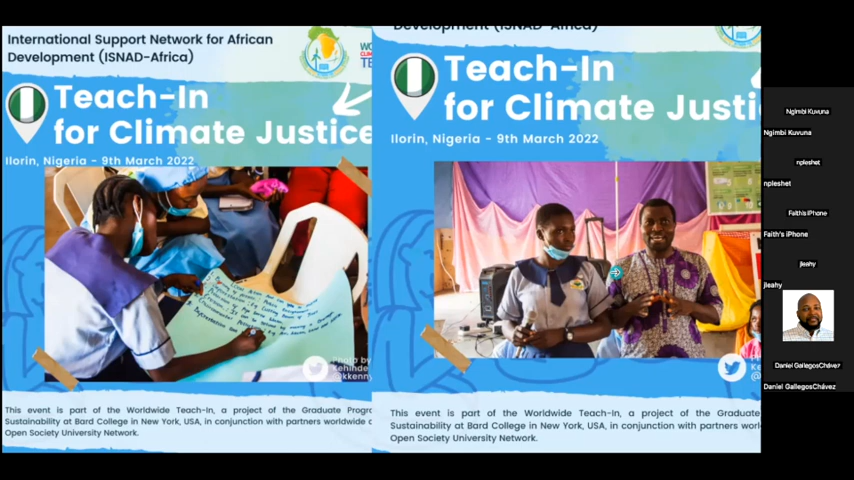 International Support Network for African
Development (ISNAD-Africa)
Teach-In
for Climate Justice
Ilorin, Nigeria - 9th March 2022
Photo by
Kehinde
@kkenny
This event is part of the Worldwide Teach-In, a project of the Graduate Progra
Sustainability at Bard College in New York, USA, in conjunction with partners worldwide
Open Society University Network.
Development (ISNAD-Africa)
Teach-In
for Climate Justi
Ilorin, Nigeria - 9th March 2022
This event is part of the Worldwide Teach-In, a project of the Graduate
Sustainability at Bard College in New York, USA, in conjunction with partners worl
Open Society University Network.
Ngimbi Kuvuna
Ngimbi Kuvuna
npleshet
npleshet
Faith's iPhone
Faith's iPhone
jleahy
jleahy
Daniel GallegosChávez
Daniel GallegosChávez